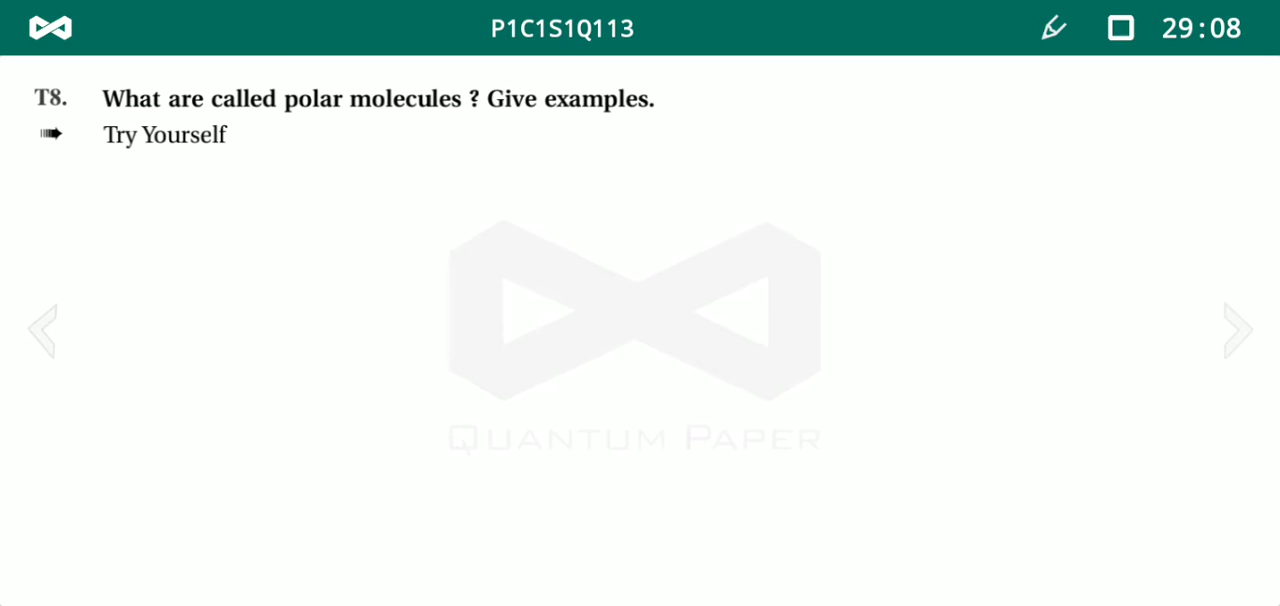 P1C1S1Q113
29:08
T8. What are called polar molecules ? Give examples.
➠ Try Yourself
QUANTUM PAPER